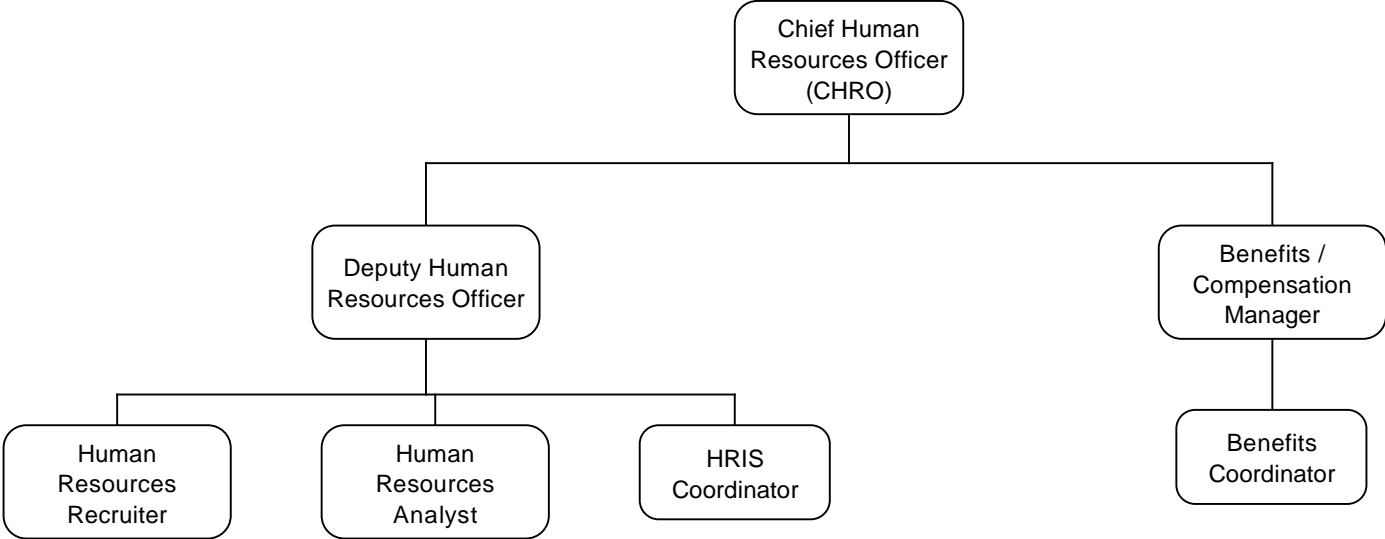 Chief Human
Resources Officer
(CHRO)
Deputy Human
Resources Officer
Benefits /
Compensation
Manager
Human
Resources
Recruiter
Human
Resources
Analyst
HRIS
Coordinator
Benefits
Coordinator